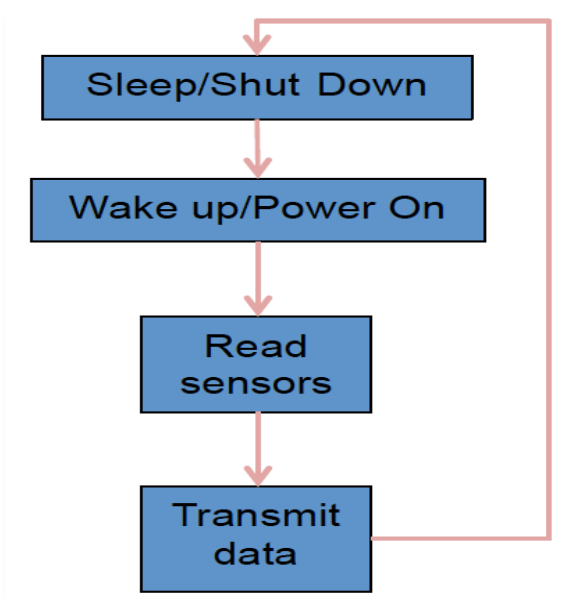 Sleep/Shut Down
Wake up/Power On
Read
sensors
Transmit
data